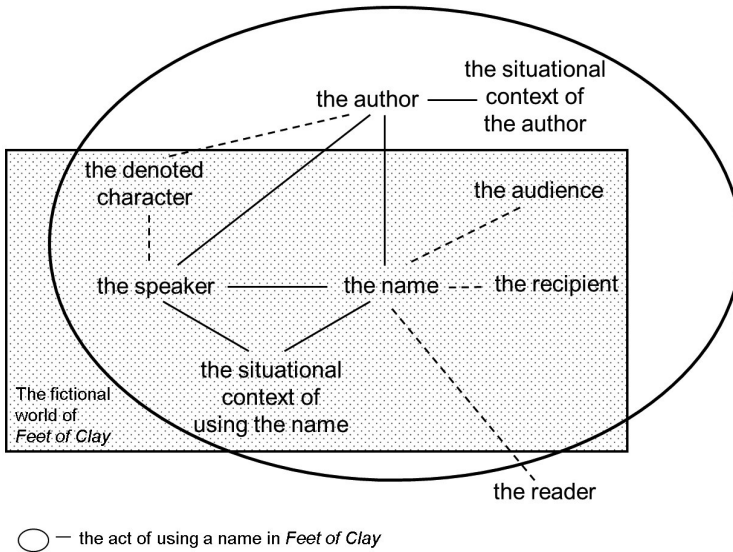 the author
the situational
context of
the author
the denoted
character
the audience
the speaker
the name
the recipient
the situational
context of
using the name
The fictional
world of
Feet of Clay
the reader
— the act of using a name in Feet of Clay